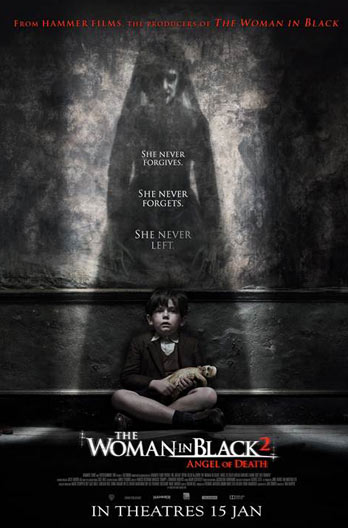 FROM HAMMER FILMS, THE PRODUCERS OF THE WOMAN IN BLACK
SHE NEVER
FORGIVES.
SHE NEVER
FORGETS.
SHE NEVER
LEFT.
THE
WOMAN IN BLACK 2
ANGEL OF DEATH
IN THEATRES 15 JAN